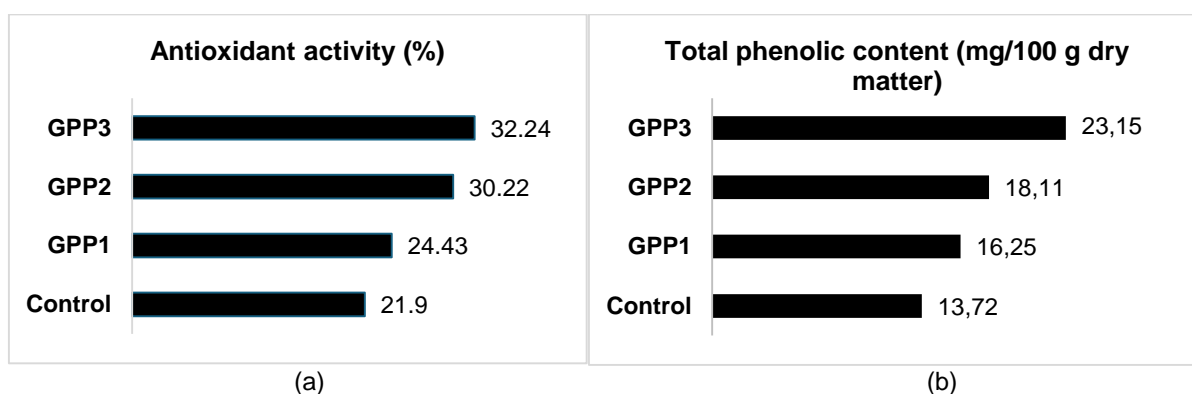 Antioxidant activity (%)
GPP3 32.24
GPP2 30.22
GPP1 24.43
Control 21.9
(a)
Total phenolic content (mg/100 g dry
matter)
GPP3 23,15
GPP2 18,11
GPP1 16,25
Control 13,72
(b)